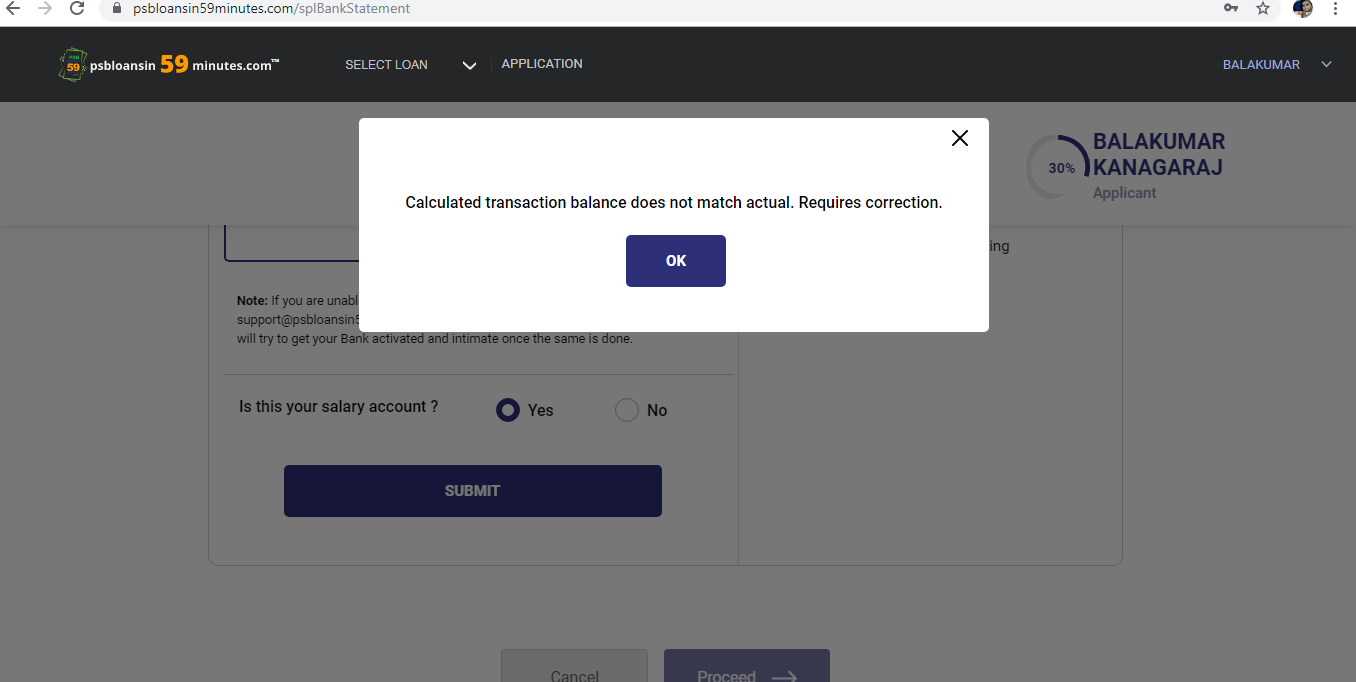 psbloansin59minutes.com/splBankStatement
PSB
59
psbloansin 59 minutes.com™
SELECT LOAN
APPLICATION
BALAKUMAR
BALAKUMAR
KANAGARAJ
Applicant
30%
Calculated transaction balance does not match actual. Requires correction.
OK
ing
Note: If you are unabl
support@psbloansin5
will try to get your Bank activated and intimate once the same is done.
Is this your salary account ?
Yes
No
SUBMIT
Cancel
Proceed